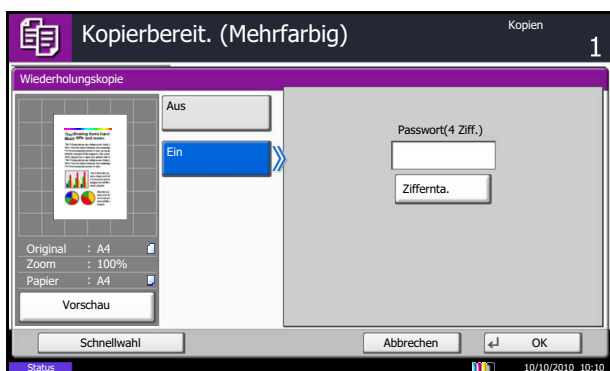 Kopierbereit. (Mehrfarbig)
Kopien
1
Wiederholungskopie
Aus
Ein
Passwort(4 Ziff.)
Ziffernta.
Original : A4
Zoom : 100%
Papier : A4
Vorschau
Schnellwahl
Abbrechen
OK
Status
10/10/2010 10:10